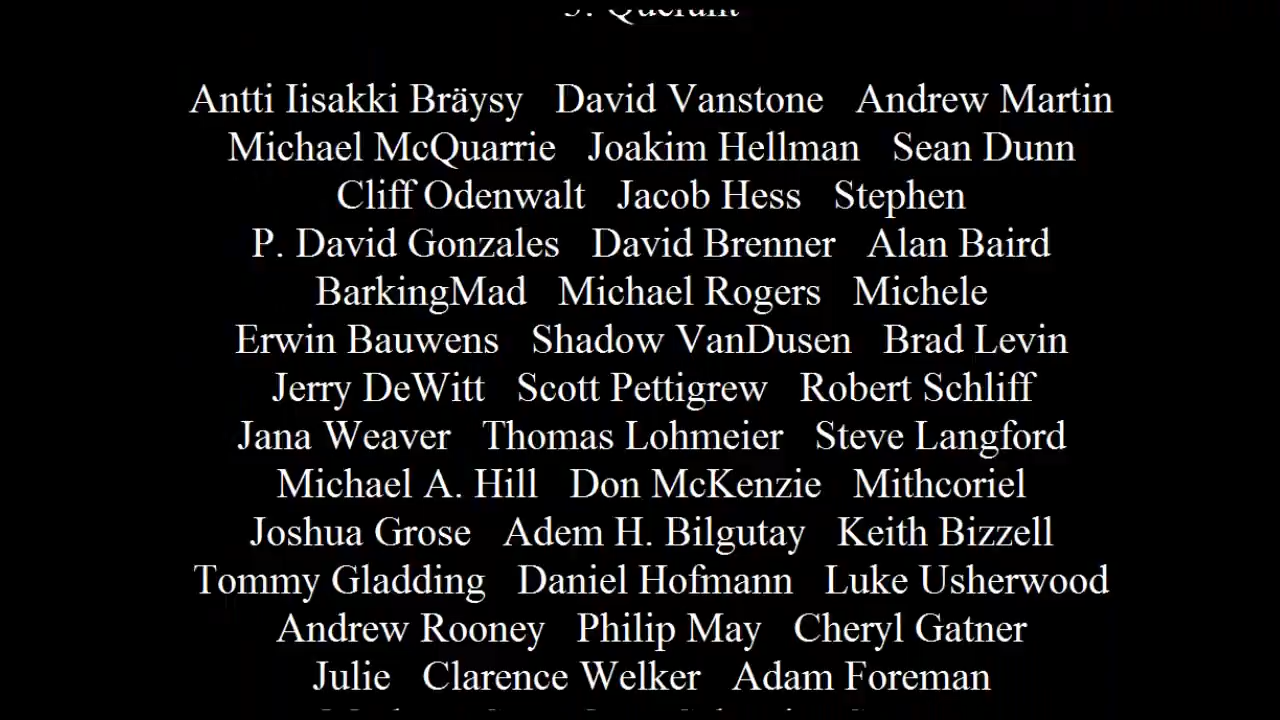 Antti Iisakki Bräysy David Vanstone Andrew Martin
Michael McQuarrie Joakim Hellman Sean Dunn
Cliff Odenwalt Jacob Hess Stephen
P. David Gonzales David Brenner Alan Baird
BarkingMad Michael Rogers Michele
Erwin Bauwens Shadow VanDusen Brad Levin
Jerry DeWitt Scott Pettigrew Robert Schliff
Jana Weaver Thomas Lohmeier Steve Langford
Michael A. Hill Don McKenzie Mithcoriel
Joshua Grose Adem H. Bilgutay Keith Bizzell
Tommy Gladding Daniel Hofmann Luke Usherwood
Andrew Rooney Philip May Cheryl Gatner
Julie Clarence Welker Adam Foreman